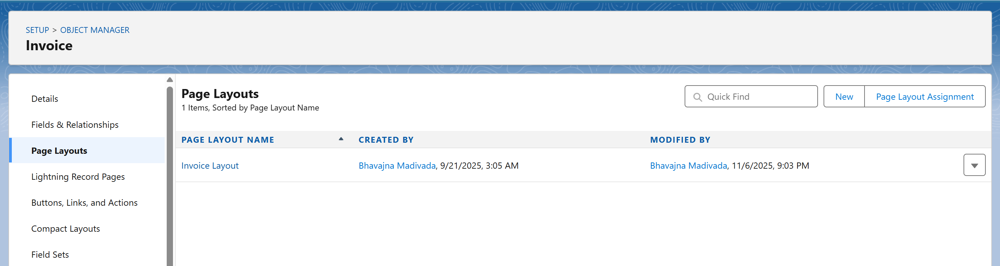 SETUP > OBJECT MANAGER
Invoice
Details
Fields & Relationships
Page Layouts
Lightning Record Pages
Buttons, Links, and Actions
Compact Layouts
Field Sets
Page Layouts
1 Items, Sorted by Page Layout Name
Quick Find
New
Page Layout Assignment
PAGE LAYOUT NAME CREATED BY MODIFIED BY
Invoice Layout Bhavajna Madivada, 9/21/2025, 3:05 AM Bhavajna Madivada, 11/6/2025, 9:03 PM